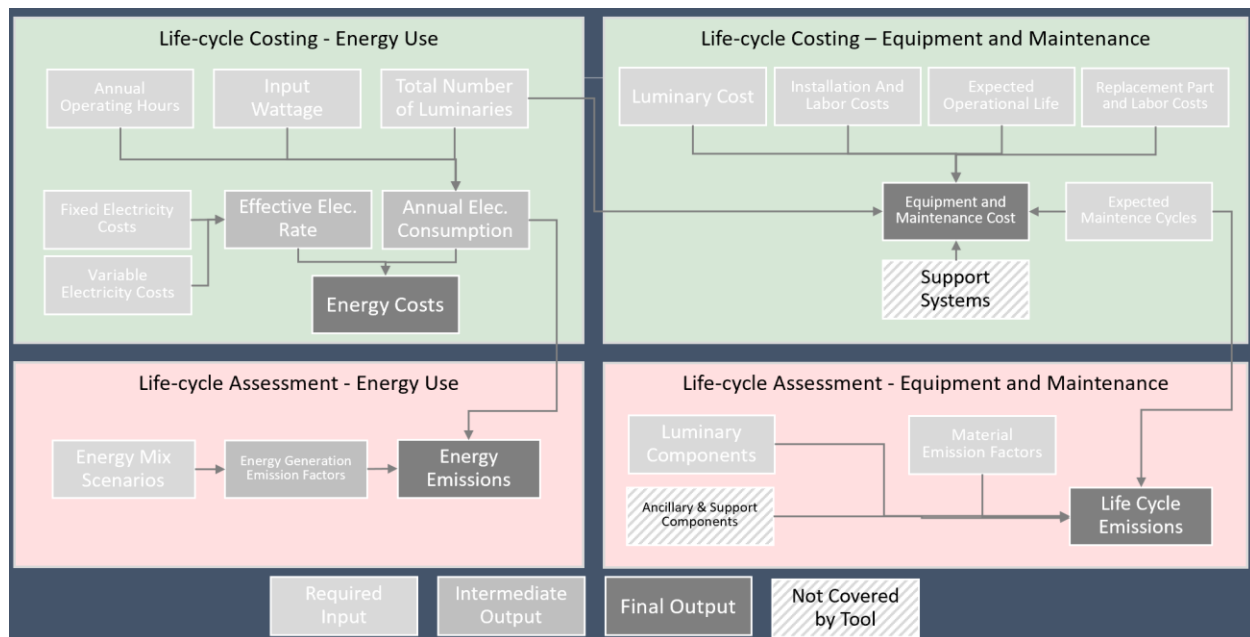 Life-cycle Costing - Energy Use
Annual
Operating Hours
Input
Wattage
Total Number
of Luminaries
Fixed Electricity
Costs
Variable
Electricity Costs
Effective Elec.
Rate
Annual Elec.
Consumption
Energy Costs
Life-cycle Costing – Equipment and Maintenance
Luminary Cost
Installation And
Labor Costs
Expected
Operational Life
Replacement Part
and Labor Costs
Equipment and
Maintenance Cost
Expected
Maintence Cycles
Support
Systems
Life-cycle Assessment - Energy Use
Energy Mix
Scenarios
Energy Generation
Emission Factors
Energy
Emissions
Life-cycle Assessment - Equipment and Maintenance
Luminary
Components
Material
Emission Factors
Ancillary & Support
Components
Life Cycle
Emissions
Required
Input
Intermediate
Output
Final Output
Not Covered
by Tool